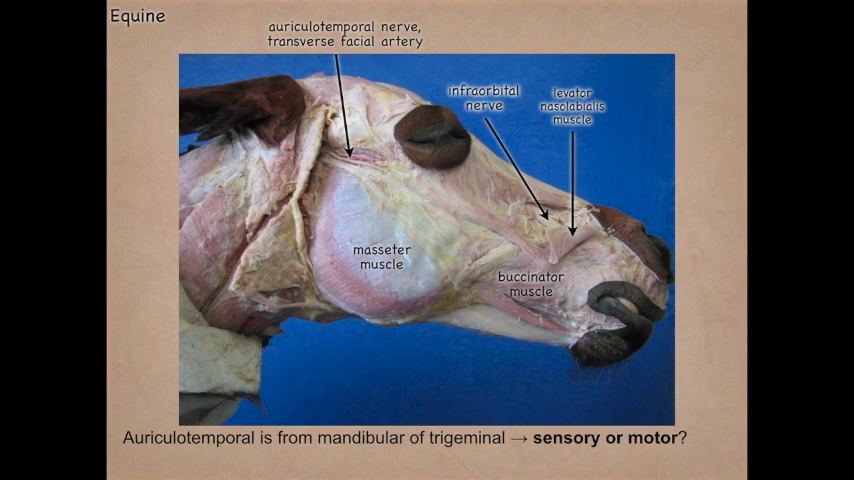 Equine
auriculotemporal nerve,
transverse facial artery
infraorbital
nerve
levator
nasolabialis
muscle
masseter
muscle
buccinator
muscle
Auriculotemporal is from mandibular of trigeminal → sensory or motor?